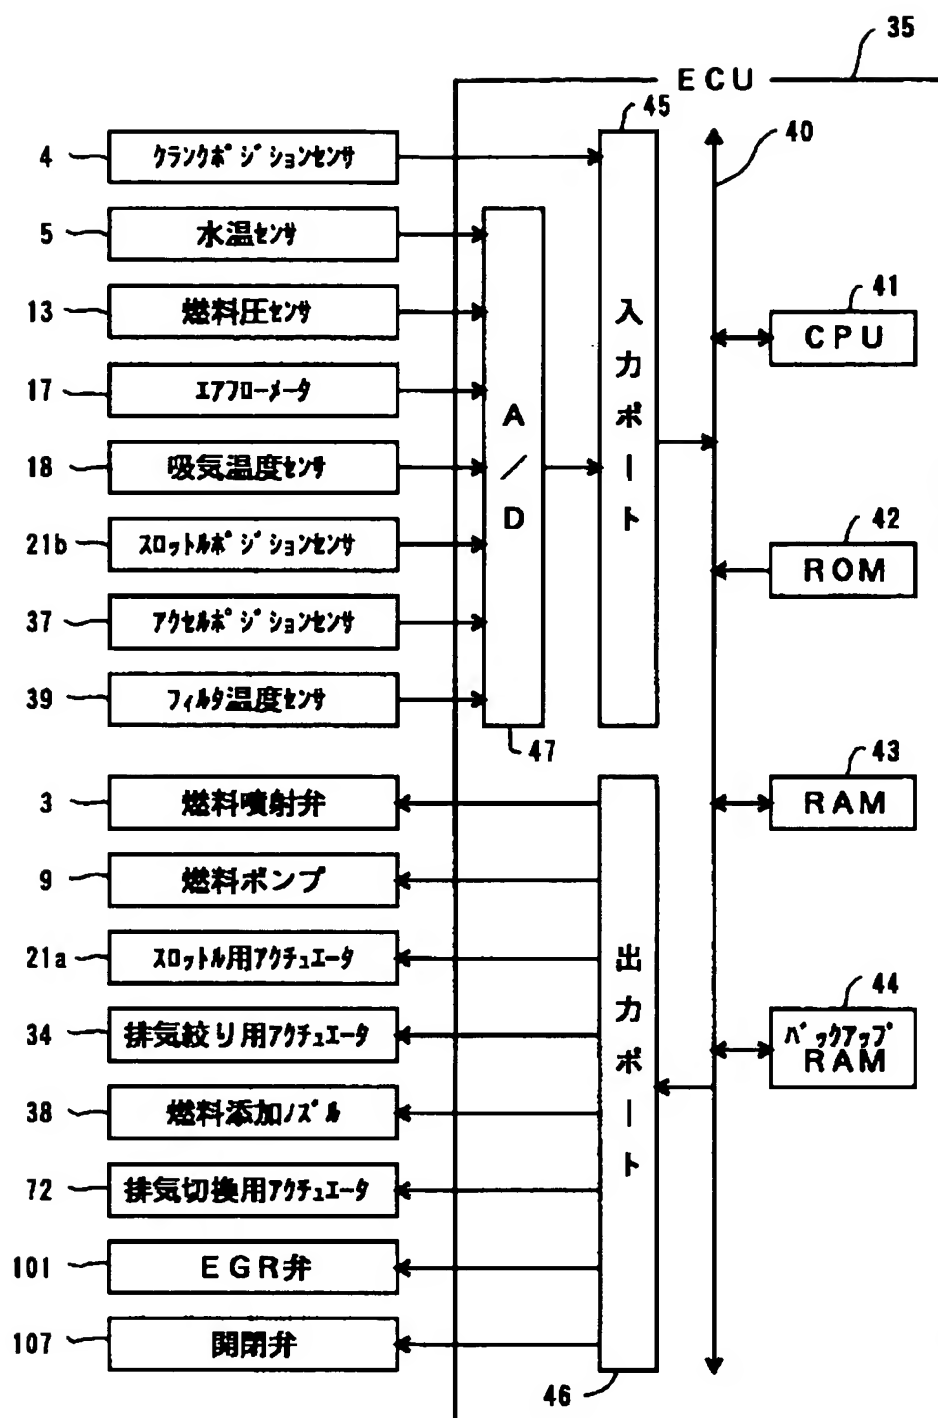 35
ECU
45
40
4
クランクポジションセンサ
5
水温センサ
13
燃料圧センサ
17
エアフローメータ
18
吸気温度センサ
21b
スロットルポジションセンサ
37
アクセルポジションセンサ
39
フィルタ温度センサ
A/D
47
入力ポート
41
CPU
42
ROM
43
RAM
44
バックアップ
RAM
3
燃料噴射弁
9
燃料ポンプ
21a
スロットル用アクチュエータ
34
排気絞り用アクチュエータ
38
燃料添加ノズル
72
排気切換用アクチュエータ
101
EGR弁
107
開閉弁
出力ポート
46